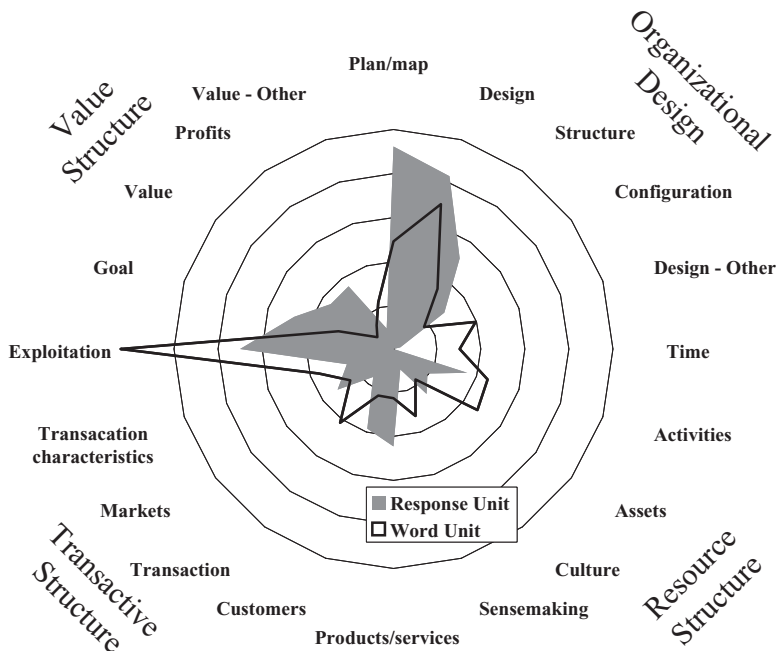 Plan/map
Design
Structure
Configuration
Design - Other
Time
Activities
Assets
Culture
Sensemaking
Products/services
Customers
Transaction
Markets
Transacation
characteristics
Exploitation
Goal
Value
Profits
Value - Other
Value
Structure
Organizational
Design
Resource
Structure
Transactive
Structure
Response Unit
Word Unit